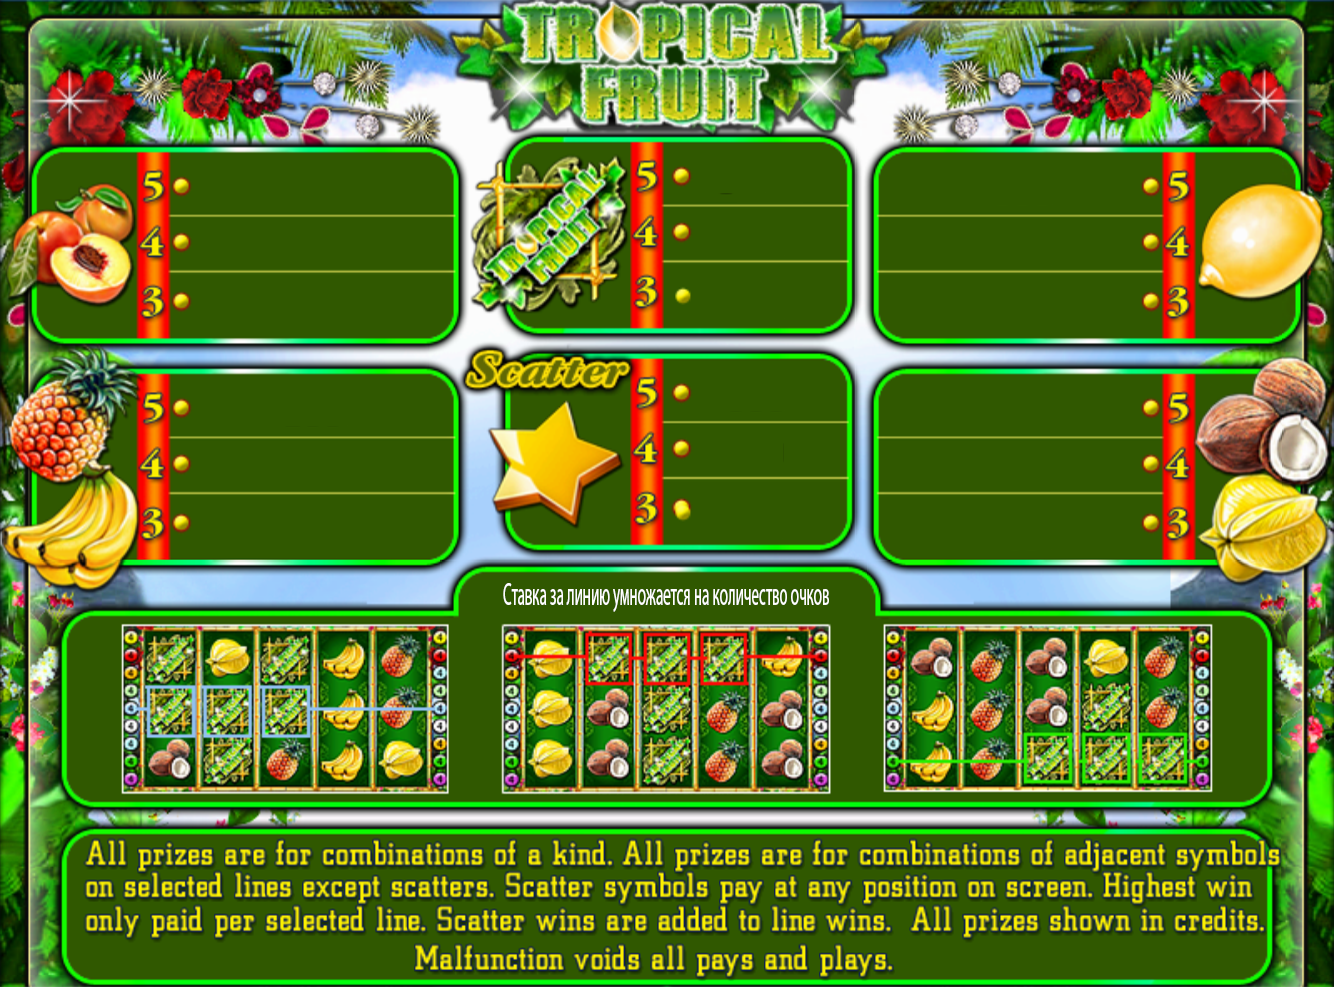 TROPICAL
FRUIT
5
4
3
TROPICAL
FRUIT
5
4
3
5
4
3
5
4
3
Scatter
5
4
3
5
4
3
Ставка за линию умножается на количество очков
All prizes are for combinations of a kind. All prizes are for combinations of adjacent symbols
on selected lines except scatters. Scatter symbols pay at any position on screen. Highest win
only paid per selected line. Scatter wins are added to line wins. All prizes shown in credits.
Malfunction voids all pays and plays.